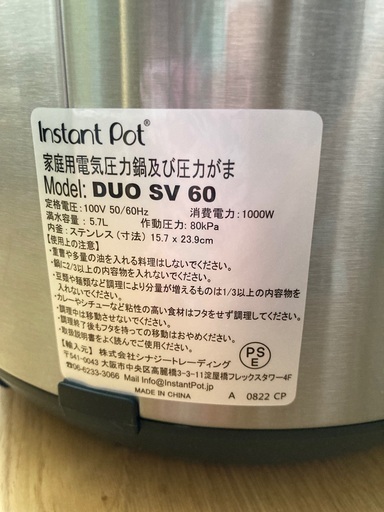 Instant Pot®
家庭用電気圧力鍋及び圧力がま
Model: DUO SV 60
定格電圧：100V 50/60Hz 消費電力：1000W
満水容量：5.7L 作動圧力：80kPa
内釜：ステンレス（寸法）15.7 x 23.9cm
【使用上の注意】
・重曹や多量の油を入れる料理はしないでください。
・鍋に2/3以上の内容物を入れないでください。
・豆類や麺類など調理により分量が増えるものは1/3以上の内容物を
入れないでください。
・カレーやシチューなど粘性の高い食材はフタをせず調理してください。
・調理中は移動させないでください。
・調理終了後もフタを持っての移動はおやめください。
・取扱説明書をよく読んでご使用ください。
【輸入元】株式会社シナジートレーディング
〒541-0043 大阪市中央区高麗橋3-3-11淀屋橋フレックスタワー4F
☎06-6233-3066 Mail Info@InstantPot.jp
PS
E
MADE IN CHINA A 0822 CP